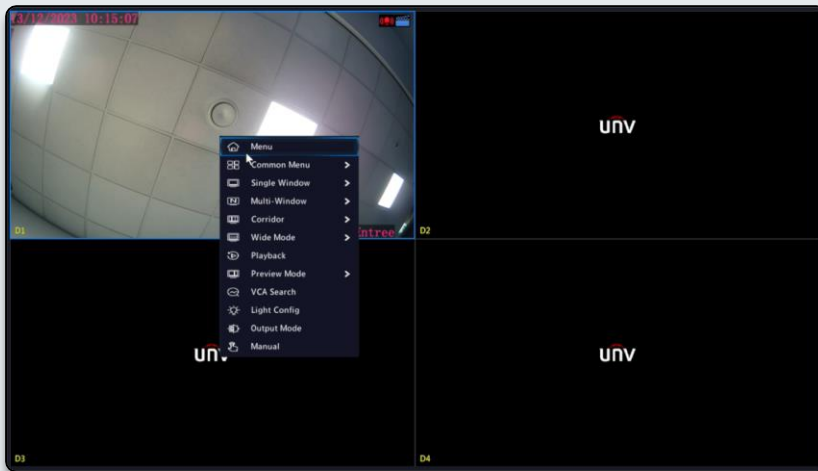 3/12/2023 10:15:07
unv
Menu
Common Menu
Single Window
Multi-Window
Corridor
Wide Mode
Playback
Preview Mode
VCA Search
Light Config
Output Mode
Manual
D1
Entree
D2
unv
unv
D3
D4